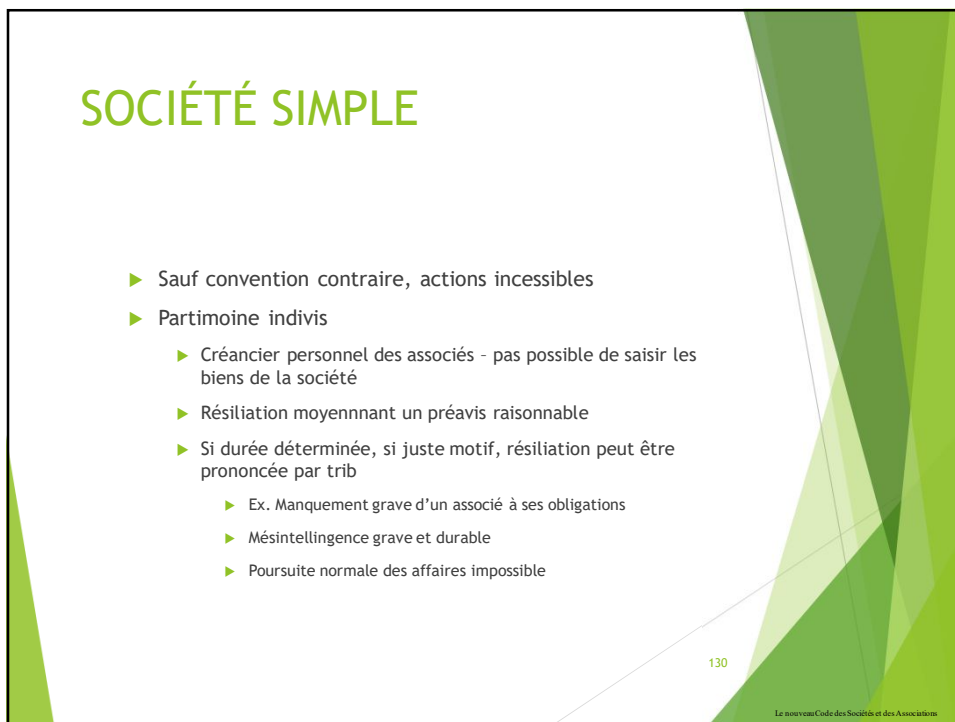 SOCIÉTÉ SIMPLE
Sauf convention contraire, actions incessibles
Partimoine indivis
Créancier personnel des associés – pas possible de saisir les
biens de la société
Résiliation moyennnant un préavis raisonnable
Si durée déterminée, si juste motif, résiliation peut être
prononcée par trib
Ex. Manquement grave d’un associé à ses obligations
Mésintellingence grave et durable
Poursuite normale des affaires impossible
130
Le nouveau Code des Sociétés et des Associations